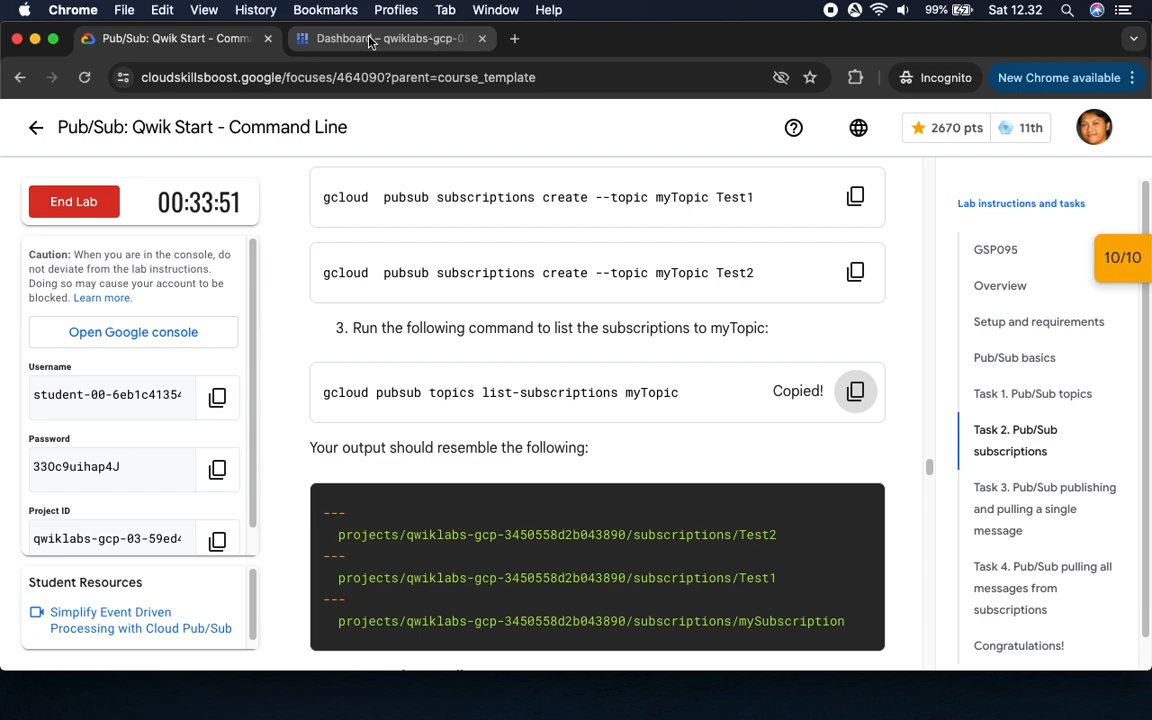 Chrome File Edit View History Bookmarks Profiles Tab Window Help 99% Sat 12.32
Pub/Sub: Qwik Start - Comma Dashboard – qwiklabs-gcp-03
cloudskillsboost.google/focuses/464090?parent=course_template Incognito New Chrome available
Pub/Sub: Qwik Start - Command Line 2670 pts 11th
End Lab 00:33:51
Caution: When you are in the console, do
not deviate from the lab instructions.
Doing so may cause your account to be
blocked. Learn more.
Open Google console
Username
student-00-6eb1c4135
Password
33Oc9uihap4J
Project ID
qwiklabs-gcp-03-59ed
Student Resources
Simplify Event Driven
Processing with Cloud Pub/Sub
gcloud pubsub subscriptions create --topic myTopic Test1
gcloud pubsub subscriptions create --topic myTopic Test2
3. Run the following command to list the subscriptions to myTopic:
gcloud pubsub topics list-subscriptions myTopic Copied!
Your output should resemble the following:
---
projects/qwiklabs-gcp-3450558d2b043890/subscriptions/Test2
---
projects/qwiklabs-gcp-3450558d2b043890/subscriptions/Test1
---
projects/qwiklabs-gcp-3450558d2b043890/subscriptions/mySubscription
Lab instructions and tasks
GSP095
10/10
Overview
Setup and requirements
Pub/Sub basics
Task 1. Pub/Sub topics
Task 2. Pub/Sub
subscriptions
Task 3. Pub/Sub publishing
and pulling a single
message
Task 4. Pub/Sub pulling all
messages from
subscriptions
Congratulations!